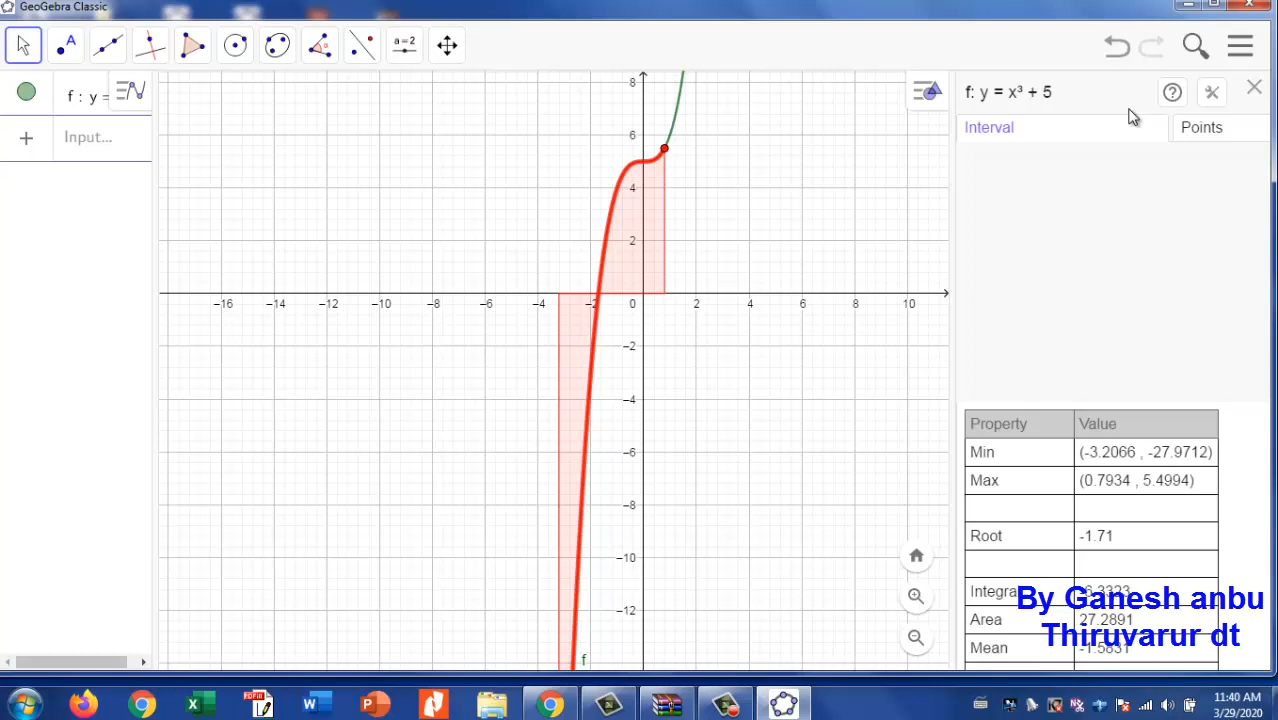 GeoGebra Classic
a=2
f : y =
Input...
f: y = x³ + 5
Interval Points
8
6
4
2
−16 −14 −12 −10 −8 −6 −4 −2 0 2 4 6 8 10
−2
−4
−6
−8
−10
−12
f
Property Value
Min (-3.2066 , -27.9712)
Max (0.7934 , 5.4994)
Root -1.71
By Ganesh anbu
Area 27.2891
Thiruvarur dt
Mean -1.5831
11:40 AM
3/29/2020